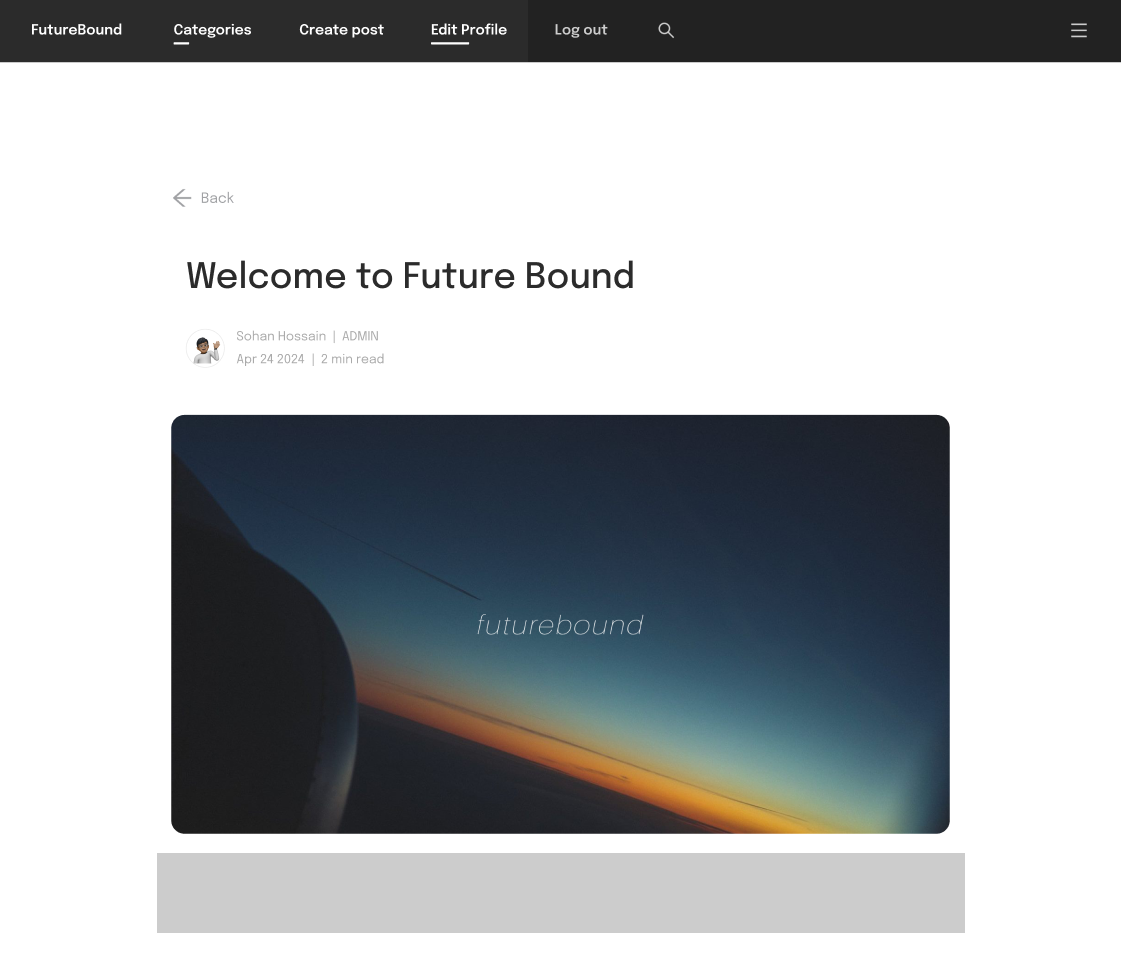 FutureBound Categories Create post Edit Profile Log out
Back
Welcome to Future Bound
Sohan Hossain | ADMIN
Apr 24 2024 | 2 min read
futurebound